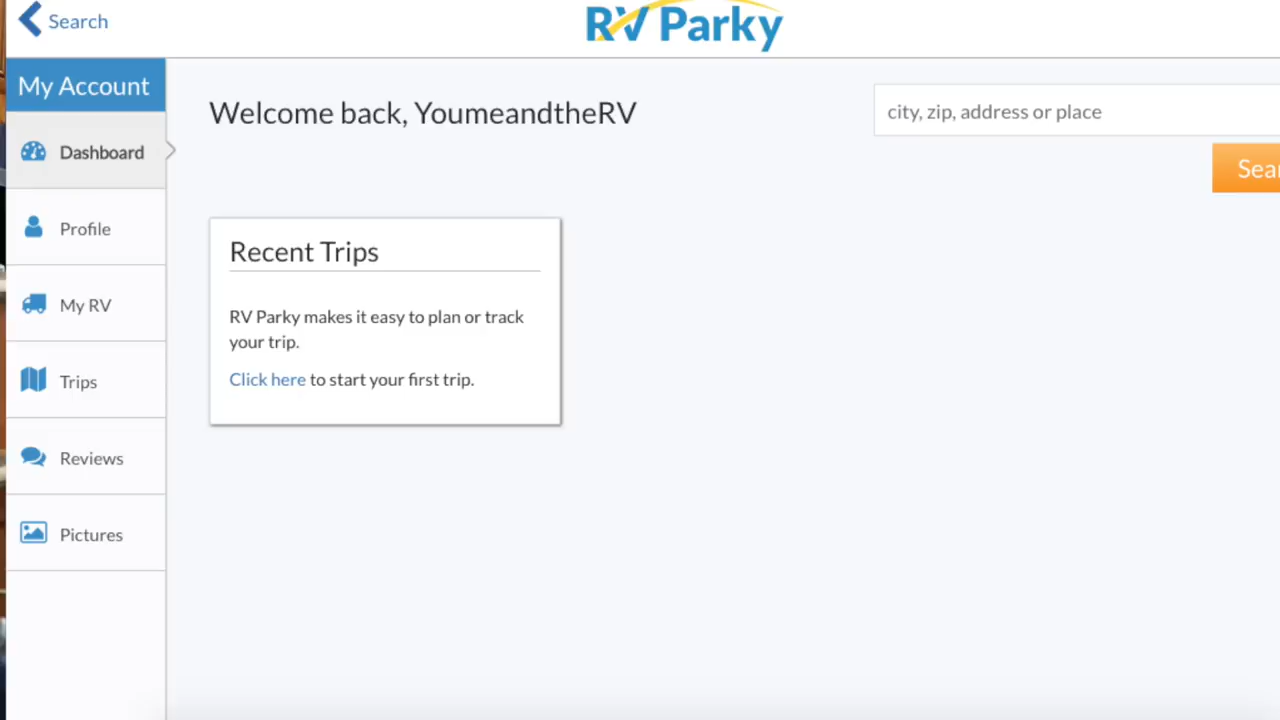 Search
RV Parky
My Account
Welcome back, YoumeandtheRV
city, zip, address or place
Dashboard
Sear
Profile
Recent Trips
My RV
RV Parky makes it easy to plan or track
your trip.
Trips
Click here to start your first trip.
Reviews
Pictures